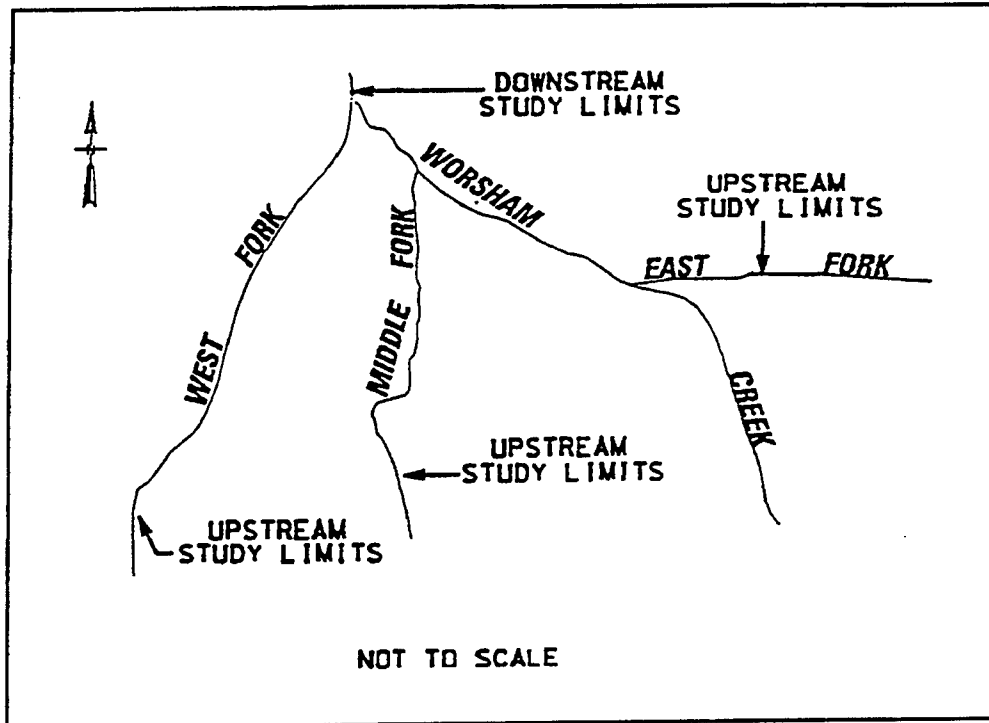 DOWNSTREAM
STUDY LIMITS
WORSHAM
UPSTREAM
STUDY LIMITS
WEST FORK
MIDDLE FORK
EAST FORK
CREEK
UPSTREAM
STUDY LIMITS
UPSTREAM
STUDY LIMITS
NOT TO SCALE